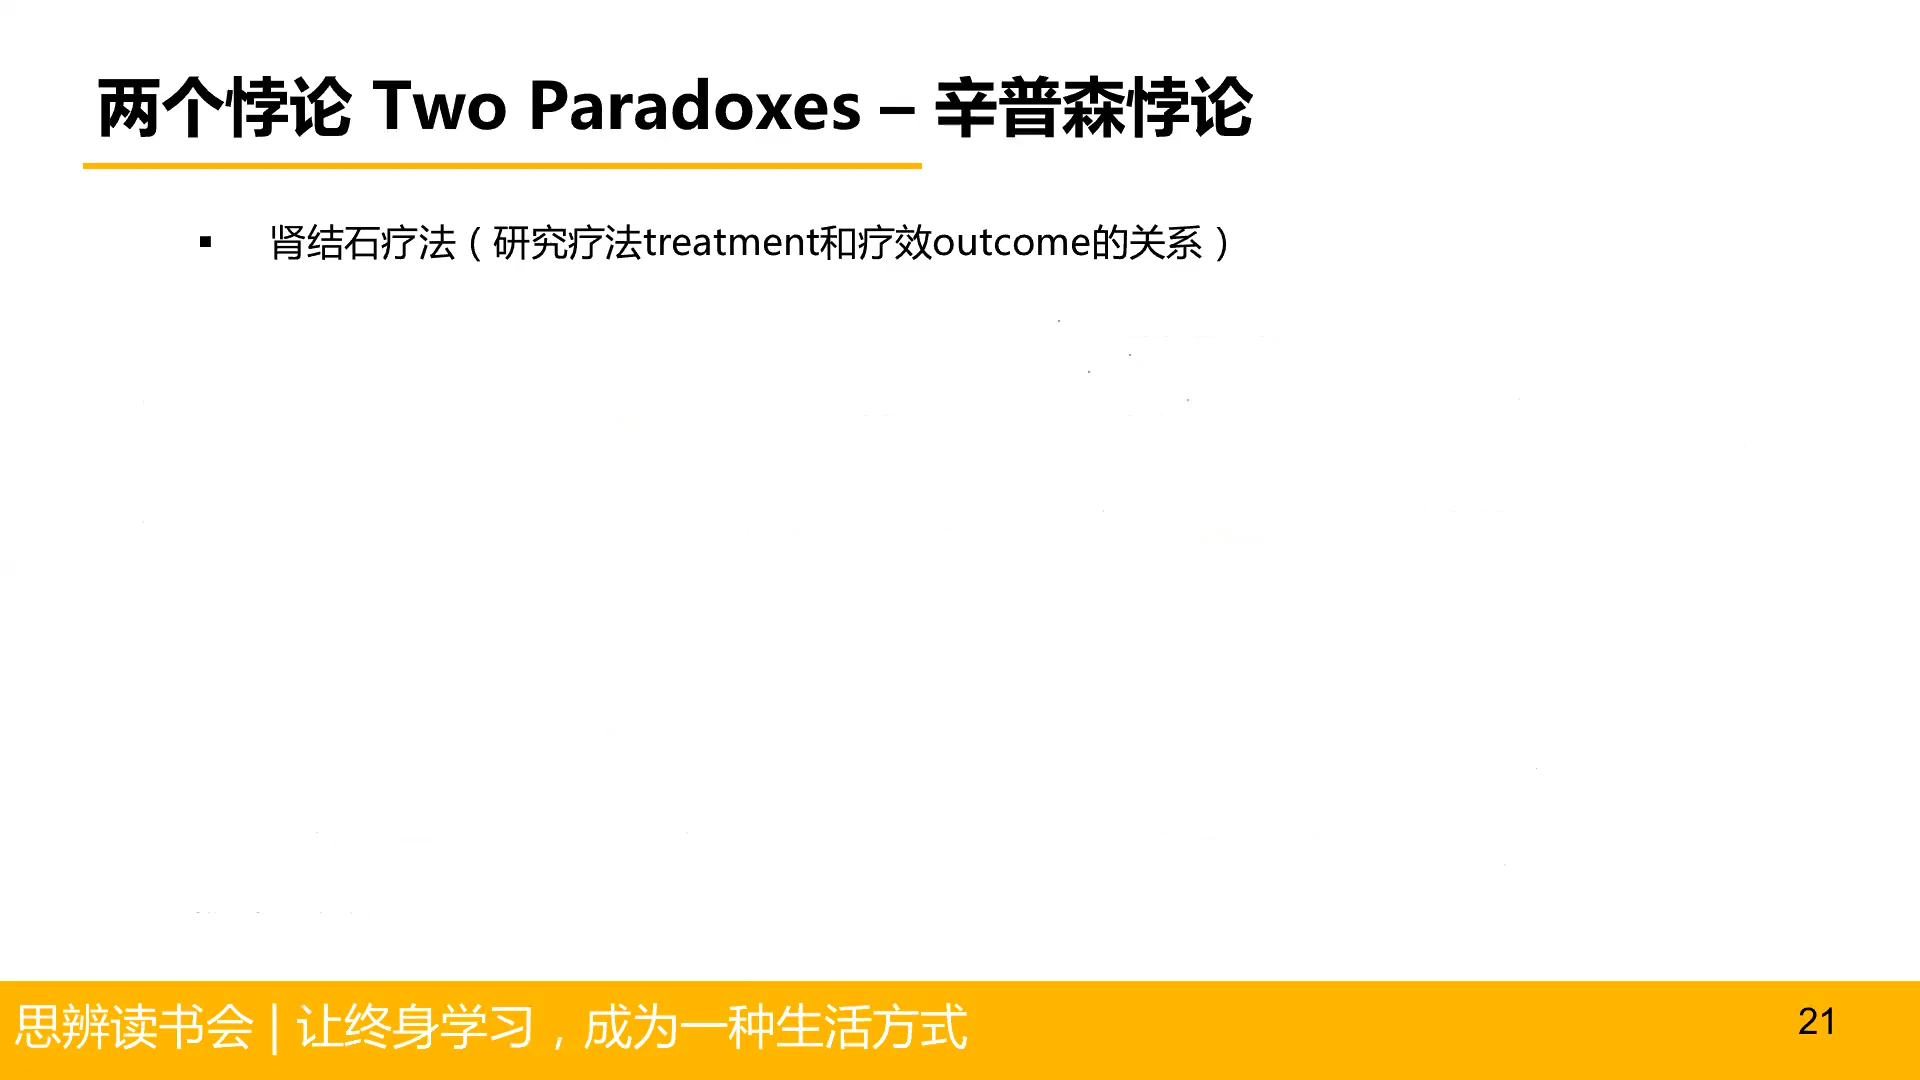 两个悖论 Two Paradoxes – 辛普森悖论
▪ 肾结石疗法（研究疗法treatment和疗效outcome的关系）
思辨读书会 | 让终身学习，成为一种生活方式
21